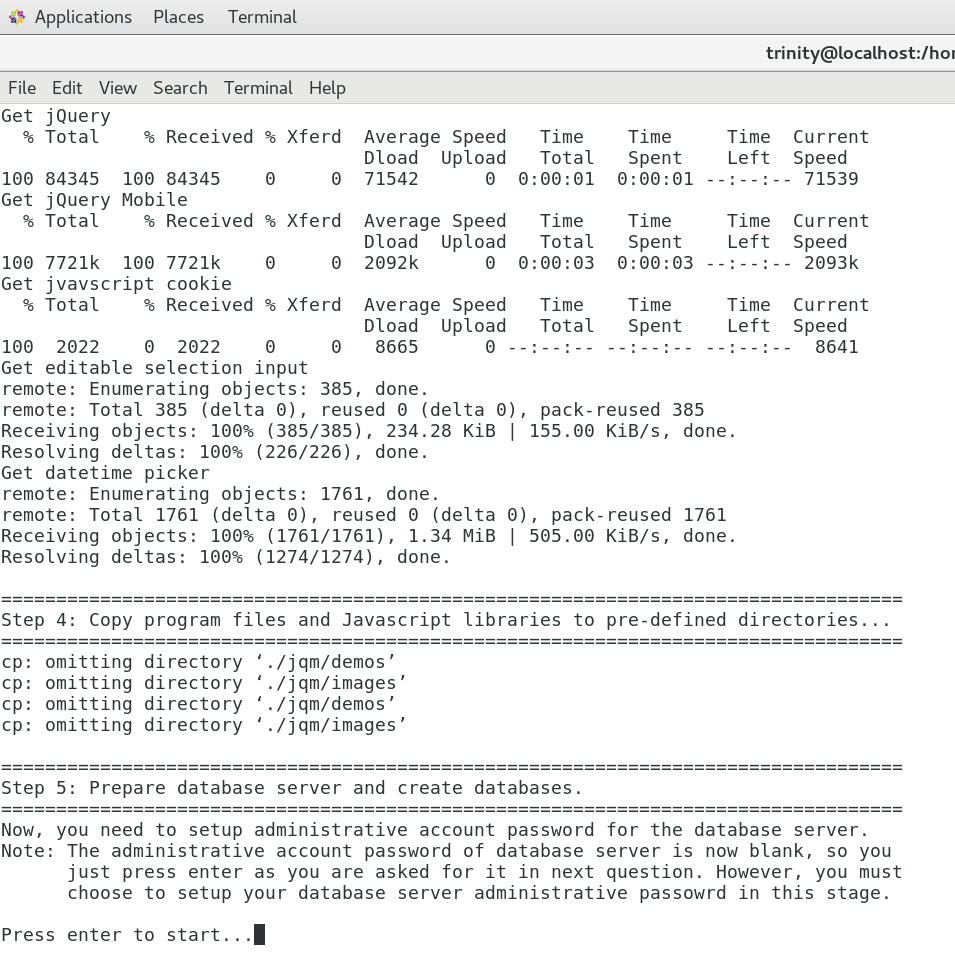 Applications Places Terminal
trinity@localhost:/ho
File Edit View Search Terminal Help
Get jQuery
  % Total    % Received % Xferd  Average Speed   Time    Time     Time  Current
                                 Dload  Upload   Total   Spent    Left  Speed
100 84345  100 84345    0     0  71542      0  0:00:01  0:00:01 --:--:-- 71539
Get jQuery Mobile
  % Total    % Received % Xferd  Average Speed   Time    Time     Time  Current
                                 Dload  Upload   Total   Spent    Left  Speed
100 7721k  100 7721k    0     0  2092k      0  0:00:03  0:00:03 --:--:-- 2093k
Get jvavscript cookie
  % Total    % Received % Xferd  Average Speed   Time    Time     Time  Current
                                 Dload  Upload   Total   Spent    Left  Speed
100  2022    0  2022    0     0   8665      0 --:--:-- --:--:-- --:--:--  8641
Get editable selection input
remote: Enumerating objects: 385, done.
remote: Total 385 (delta 0), reused 0 (delta 0), pack-reused 385
Receiving objects: 100% (385/385), 234.28 KiB | 155.00 KiB/s, done.
Resolving deltas: 100% (226/226), done.
Get datetime picker
remote: Enumerating objects: 1761, done.
remote: Total 1761 (delta 0), reused 0 (delta 0), pack-reused 1761
Receiving objects: 100% (1761/1761), 1.34 MiB | 505.00 KiB/s, done.
Resolving deltas: 100% (1274/1274), done.
==================================================================================
Step 4: Copy program files and Javascript libraries to pre-defined directories...
==================================================================================
cp: omitting directory ‘./jqm/demos’
cp: omitting directory ‘./jqm/images’
cp: omitting directory ‘./jqm/demos’
cp: omitting directory ‘./jqm/images’
==================================================================================
Step 5: Prepare database server and create databases.
==================================================================================
Now, you need to setup administrative account password for the database server.
Note: The administrative account password of database server is now blank, so you
      just press enter as you are asked for it in next question. However, you must
      choose to setup your database server administrative passowrd in this stage.
Press enter to start...